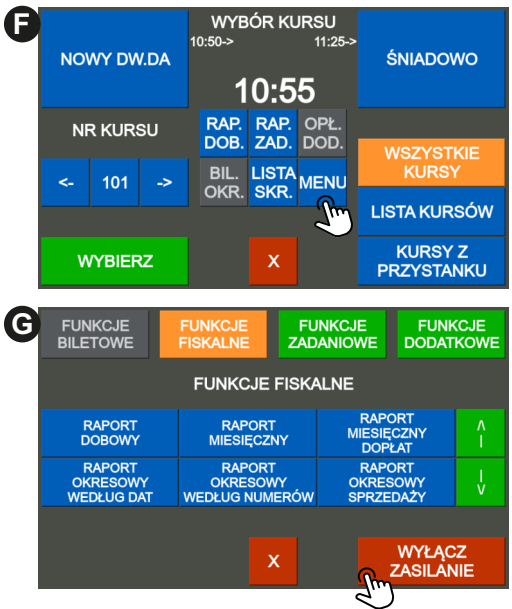 F
WYBÓR KURSU
10:50->
11:25->
NOWY DW.DA
ŚNIADOWO
10:55
NR KURSU
RAP.
DOB.
RAP.
ZAD.
OPŁ.
DOD.
<-
101
->
BIL.
OKR.
LISTA
SKR.
MENU
WSZYSTKIE
KURSY
LISTA KURSÓW
WYBIERZ
X
KURSY Z
PRZYSTANKU
G
FUNKCJE
BILETOWE
FUNKCJE
FISKALNE
FUNKCJE
ZADANIOWE
FUNKCJE
DODATKOWE
FUNKCJE FISKALNE
RAPORT
DOBOWY
RAPORT
MIESIĘCZNY
RAPORT
MIESIĘCZNY
DOPŁAT
RAPORT
OKRESOWY
WEDŁUG DAT
RAPORT
OKRESOWY
WEDŁUG NUMERÓW
RAPORT
OKRESOWY
SPRZEDAŻY
X
WYŁĄCZ
ZASILANIE